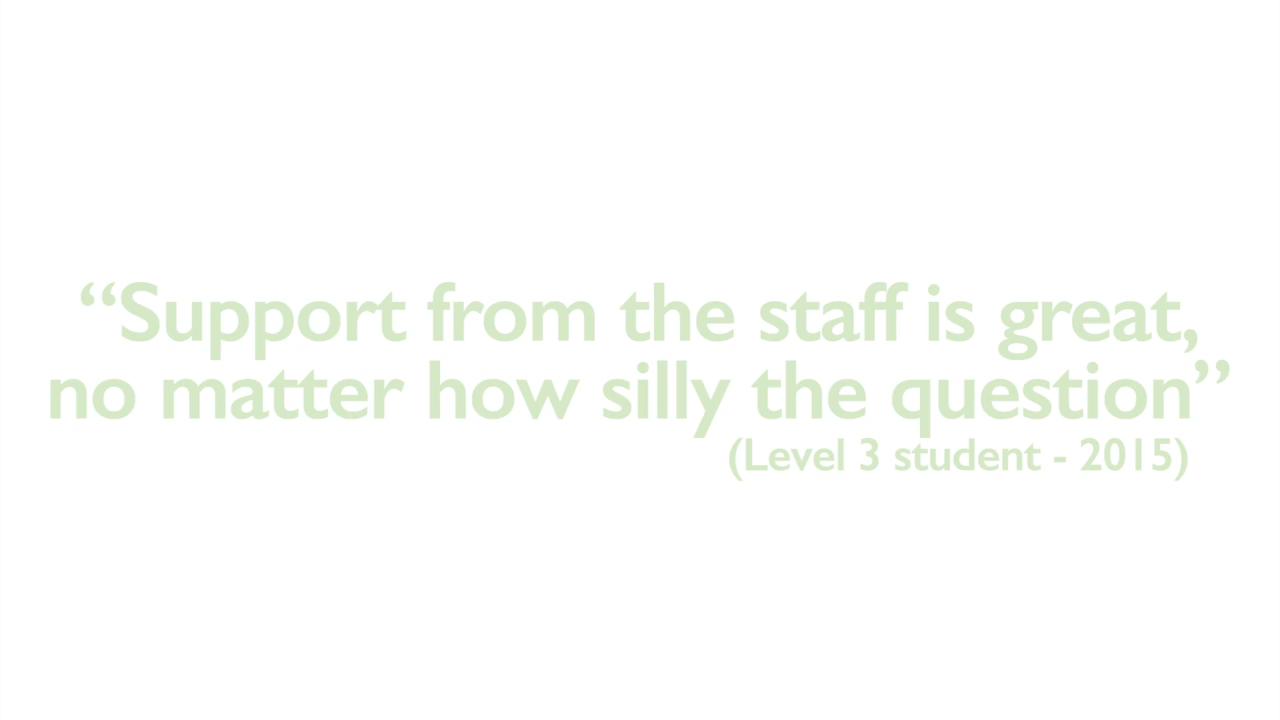 “Support from the staff is great,
no matter how silly the question”
(Level 3 student - 2015)